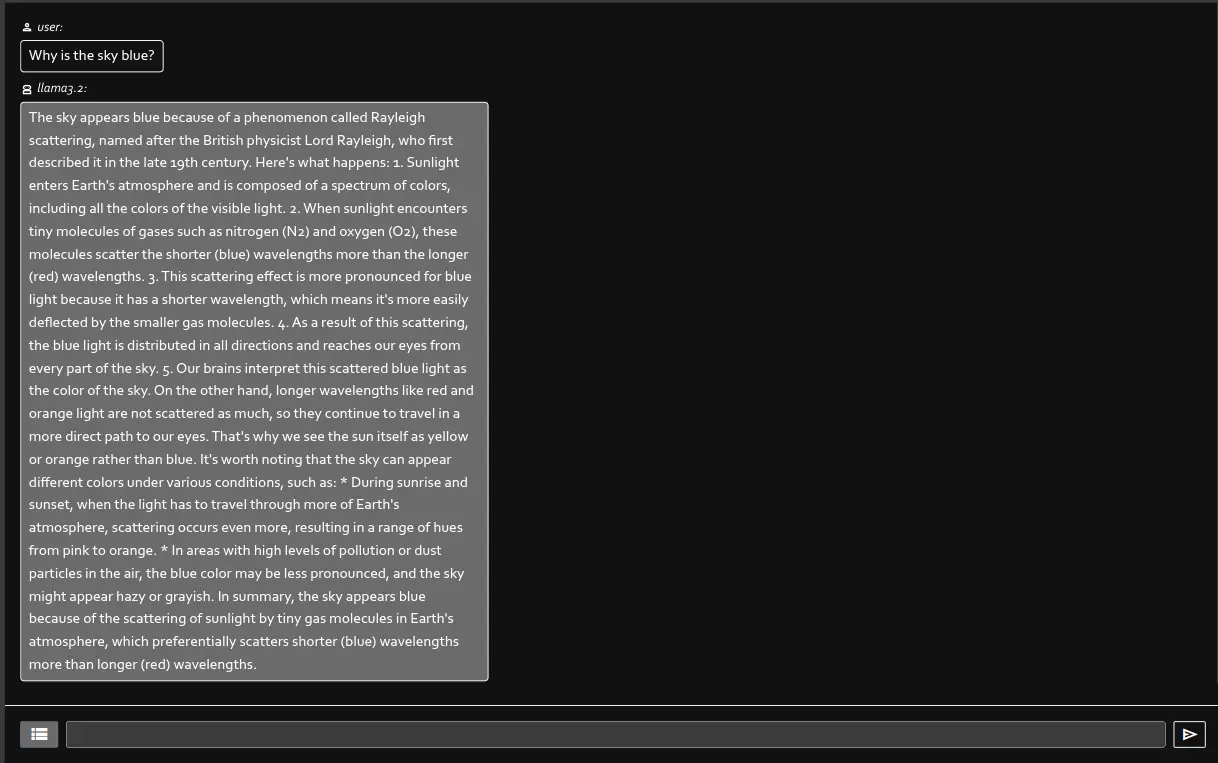 user:
Why is the sky blue?
llama3.2:
The sky appears blue because of a phenomenon called Rayleigh
scattering, named after the British physicist Lord Rayleigh, who first
described it in the late 19th century. Here's what happens: 1. Sunlight
enters Earth's atmosphere and is composed of a spectrum of colors,
including all the colors of the visible light. 2. When sunlight encounters
tiny molecules of gases such as nitrogen (N2) and oxygen (O2), these
molecules scatter the shorter (blue) wavelengths more than the longer
(red) wavelengths. 3. This scattering effect is more pronounced for blue
light because it has a shorter wavelength, which means it's more easily
deflected by the smaller gas molecules. 4. As a result of this scattering,
the blue light is distributed in all directions and reaches our eyes from
every part of the sky. 5. Our brains interpret this scattered blue light as
the color of the sky. On the other hand, longer wavelengths like red and
orange light are not scattered as much, so they continue to travel in a
more direct path to our eyes. That's why we see the sun itself as yellow
or orange rather than blue. It's worth noting that the sky can appear
different colors under various conditions, such as: * During sunrise and
sunset, when the light has to travel through more of Earth's
atmosphere, scattering occurs even more, resulting in a range of hues
from pink to orange. * In areas with high levels of pollution or dust
particles in the air, the blue color may be less pronounced, and the sky
might appear hazy or grayish. In summary, the sky appears blue
because of the scattering of sunlight by tiny gas molecules in Earth's
atmosphere, which preferentially scatters shorter (blue) wavelengths
more than longer (red) wavelengths.